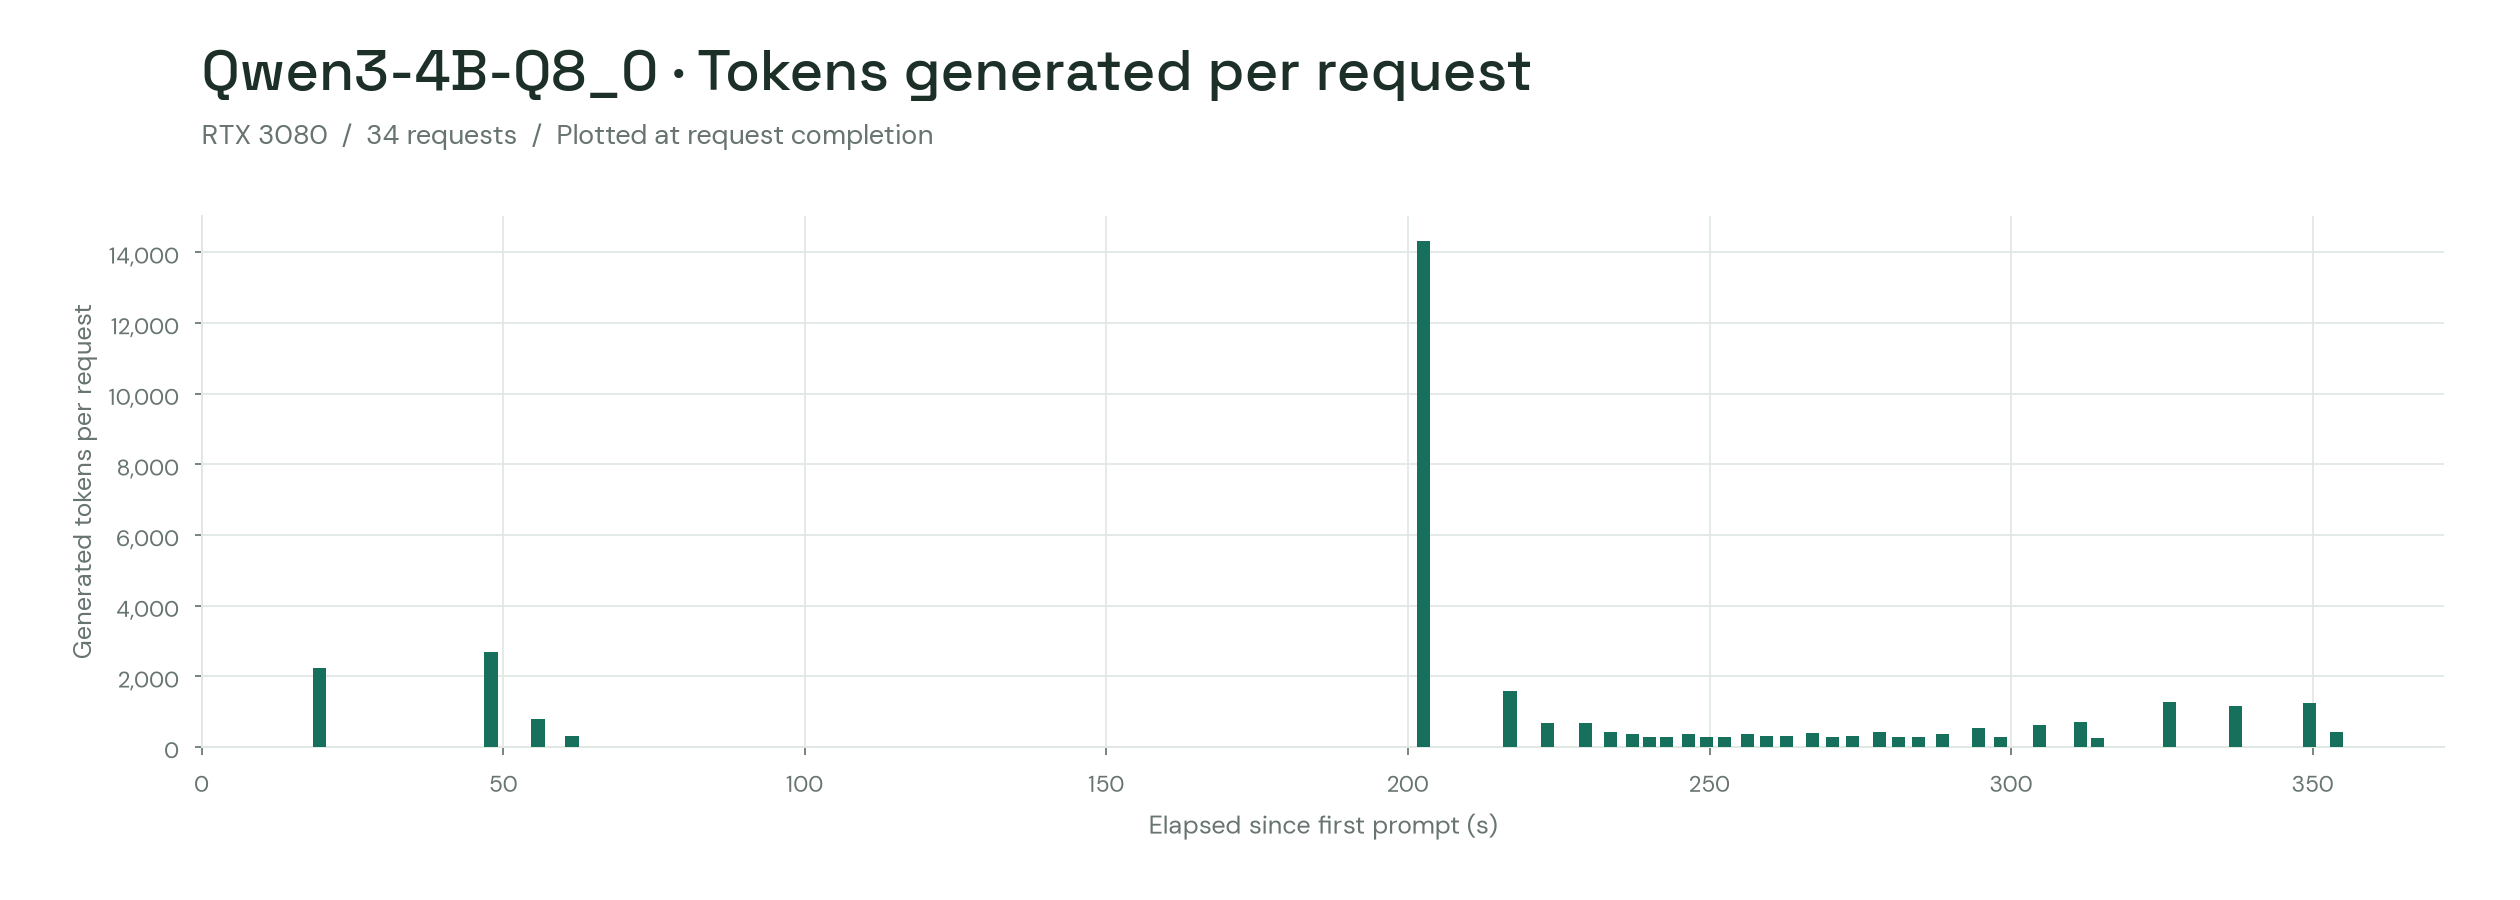 Qwen3-4B-Q8_0 · Tokens generated per request
RTX 3080 / 34 requests / Plotted at request completion
Generated tokens per request
14,000
12,000
10,000
8,000
6,000
4,000
2,000
0
0 50 100 150 200 250 300 350
Elapsed since first prompt (s)